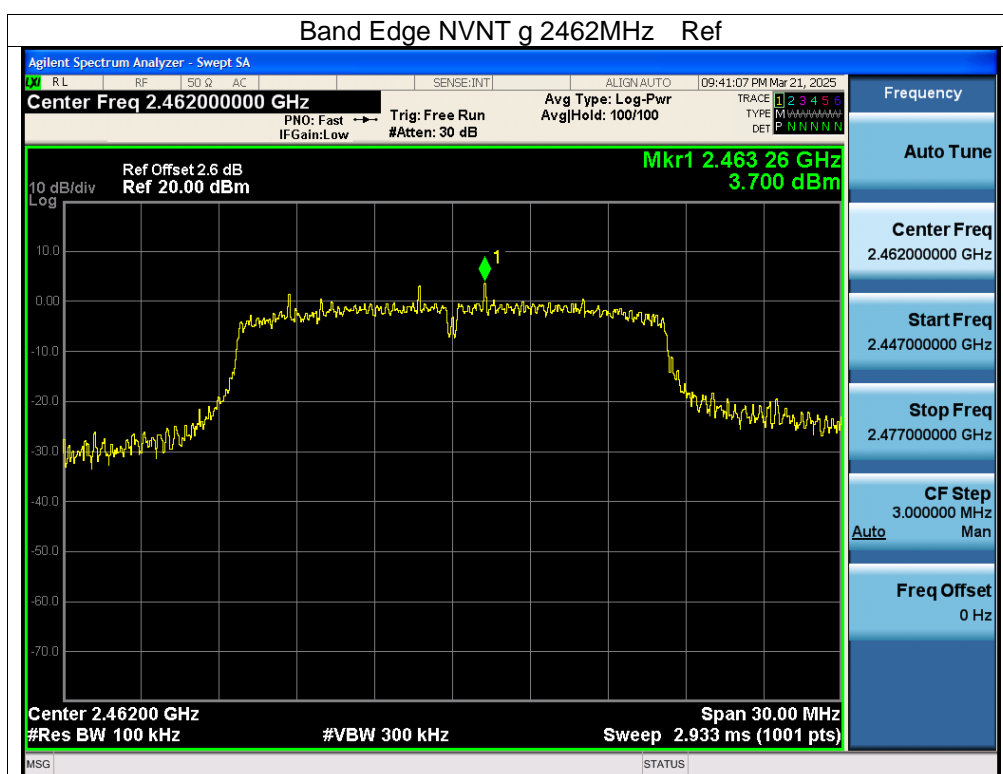 Band Edge NVNT g 2462MHz Ref
Agilent Spectrum Analyzer - Swept SA
LXI RL RF 50 Ω AC SENSE:INT ALIGN AUTO 09:41:07 PM Mar 21, 2025
Center Freq 2.462000000 GHz
PNO: Fast
IFGain:Low
Trig: Free Run
#Atten: 30 dB
Avg Type: Log-Pwr
Avg|Hold: 100/100
TRACE 1 2 3 4 5 6
TYPE M W W W W W
DET P N N N N N
Ref Offset 2.6 dB
10 dB/div Ref 20.00 dBm
Log
Mkr1 2.463 26 GHz
3.700 dBm
1
10.0
0.00
-10.0
-20.0
-30.0
-40.0
-50.0
-60.0
-70.0
Center 2.46200 GHz Span 30.00 MHz
#Res BW 100 kHz #VBW 300 kHz Sweep 2.933 ms (1001 pts)
MSG STATUS
Frequency
Auto Tune
Center Freq
2.462000000 GHz
Start Freq
2.447000000 GHz
Stop Freq
2.477000000 GHz
CF Step
3.000000 MHz
Auto Man
Freq Offset
0 Hz